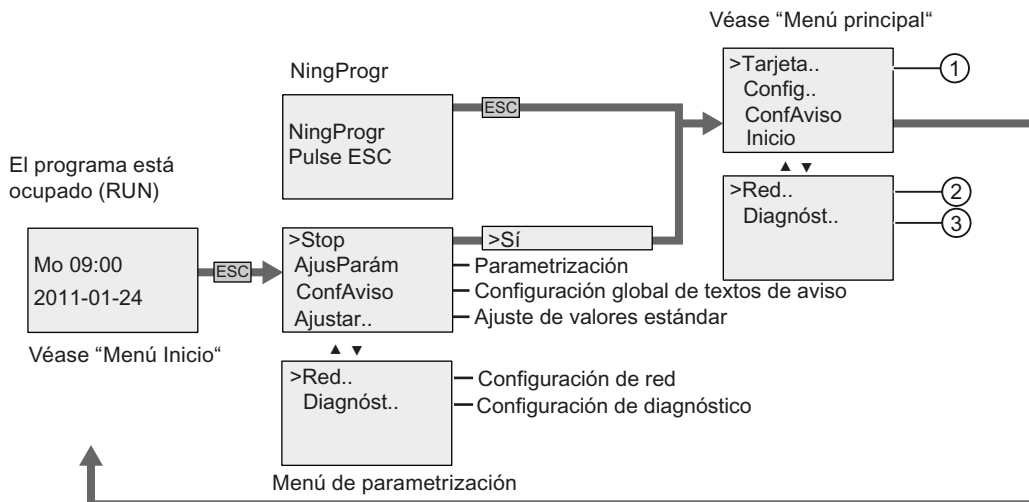 Véase “Menú principal“
NingProgr
>Tarjeta..
Config..
ConfAviso
Inicio
1
ESC
NingProgr
Pulse ESC
El programa está
ocupado (RUN)
▲ ▼
>Red..
Diagnóst..
2
3
Mo 09:00
2011-01-24
ESC
>Stop
AjusParám
ConfAviso
Ajustar..
>Sí
Parametrización
Configuración global de textos de aviso
Ajuste de valores estándar
Véase “Menú Inicio“
▲ ▼
>Red..
Diagnóst..
Configuración de red
Configuración de diagnóstico
Menú de parametrización